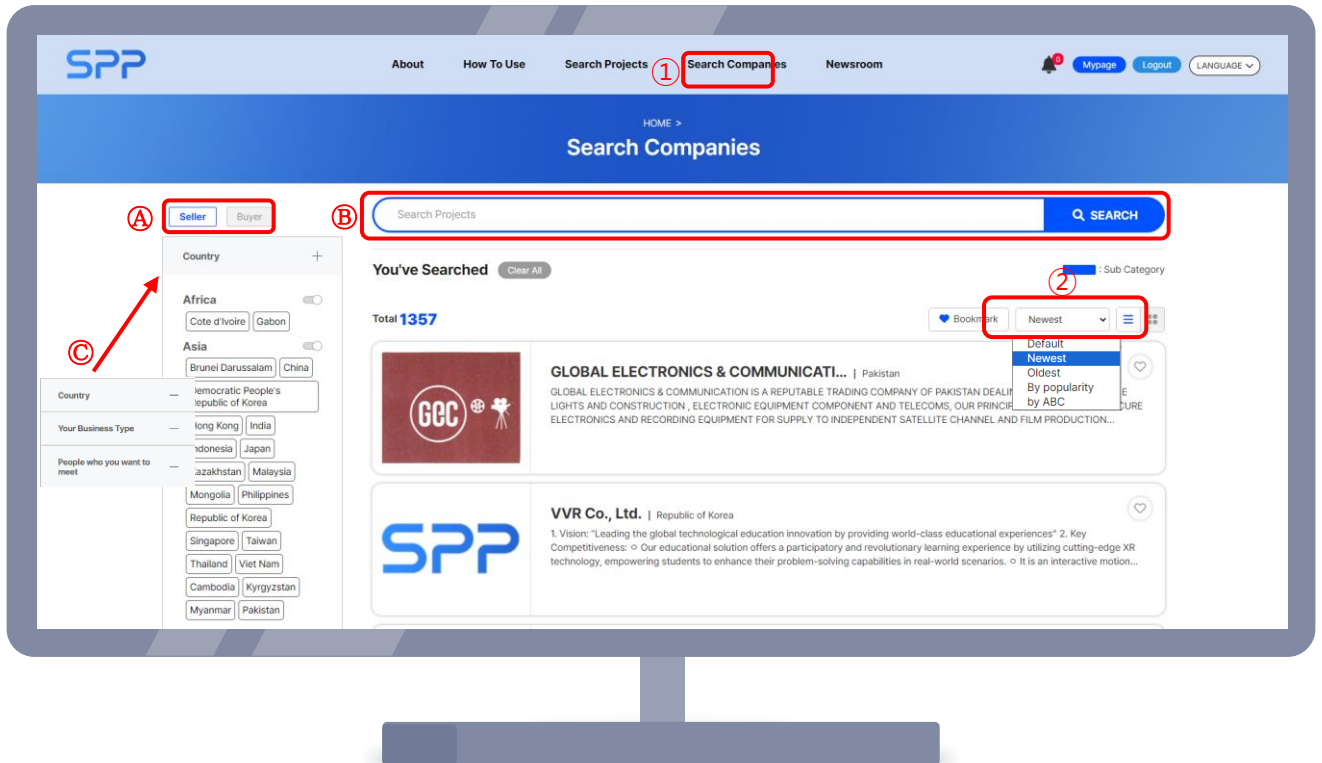 SPP
About How To Use Search Projects ① Search Companies Newsroom 0 Mypage Logout LANGUAGE
HOME >
Search Companies
Ⓐ Seller Buyer
Ⓑ Search Projects SEARCH
Country +
You've Searched Clear All
: Sub Category
②
Total 1357
Bookmark Newest
Default
Newest
Oldest
By popularity
by ABC
Africa
Cote d'Ivoire Gabon
Asia
Brunei Darussalam China
Democratic People's
Republic of Korea
Hong Kong India
Indonesia Japan
Kazakhstan Malaysia
Mongolia Philippines
Republic of Korea
Singapore Taiwan
Thailand Viet Nam
Cambodia Kyrgyzstan
Myanmar Pakistan
Ⓒ
Country —
Your Business Type —
People who you want to
meet —
GEC
GLOBAL ELECTRONICS & COMMUNICATI... | Pakistan
GLOBAL ELECTRONICS & COMMUNICATION IS A REPUTABLE TRADING COMPANY OF PAKISTAN DEALIN E
LIGHTS AND CONSTRUCTION , ELECTRONIC EQUIPMENT COMPONENT AND TELECOMS, OUR PRINCIP CURE
ELECTRONICS AND RECORDING EQUIPMENT FOR SUPPLY TO INDEPENDENT SATELLITE CHANNEL AND FILM PRODUCTION...
SPP
VVR Co., Ltd. | Republic of Korea
1. Vision: "Leading the global technological education innovation by providing world-class educational experiences" 2. Key
Competitiveness: ○ Our educational solution offers a participatory and revolutionary learning experience by utilizing cutting-edge XR
technology, empowering students to enhance their problem-solving capabilities in real-world scenarios. ○ It is an interactive motion...